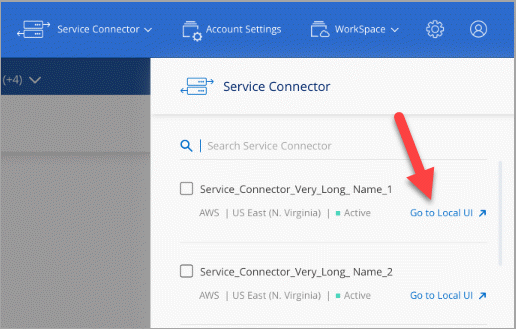 Service Connector
Account Settings
WorkSpace
(+4)
Service Connector
Search Service Connector
Service_Connector_Very_Long_ Name_1
AWS | US East (N. Virginia) | Active
Go to Local UI
Service_Connector_Very_Long_ Name_2
AWS | US East (N. Virginia) | Active
Go to Local UI